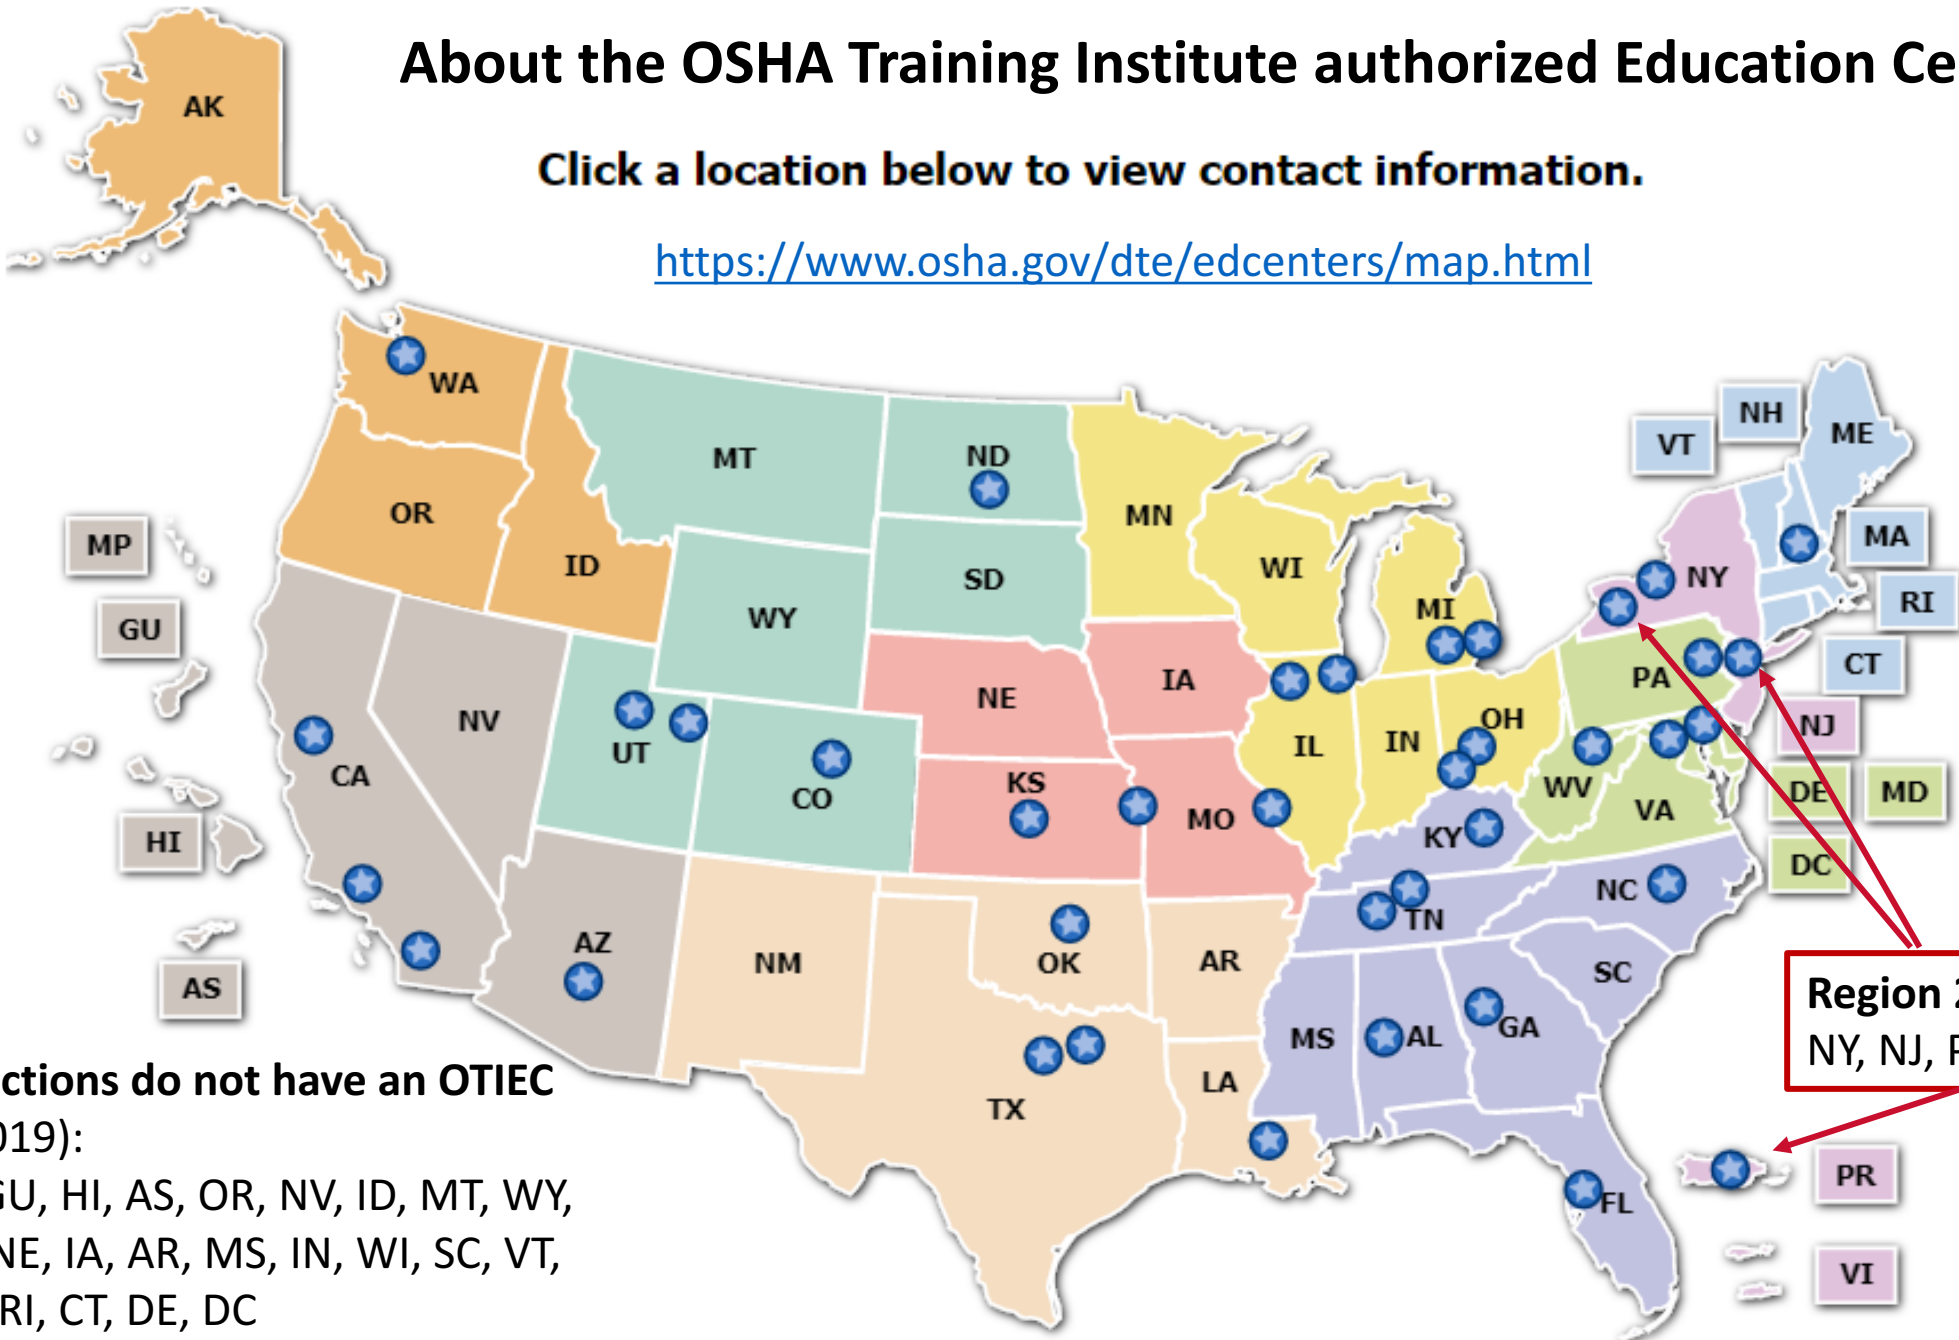 About the OSHA Training Institute authorized Education Ce
Click a location below to view contact information.
https://www.osha.gov/dte/edcenters/map.html
AK
WA
OR
ID
MT
ND
SD
WY
MN
WI
MI
VT
NH
ME
MA
RI
CT
NY
NJ
PA
DE
MD
DC
MP
GU
HI
AS
CA
NV
UT
CO
NE
IA
KS
MO
IL
IN
OH
WV
VA
KY
TN
NC
SC
AZ
NM
OK
AR
TX
LA
MS
AL
GA
FL
PR
VI
Region 2
NY, NJ, P
ctions do not have an OTIEC
019):
GU, HI, AS, OR, NV, ID, MT, WY,
NE, IA, AR, MS, IN, WI, SC, VT,
RI, CT, DE, DC